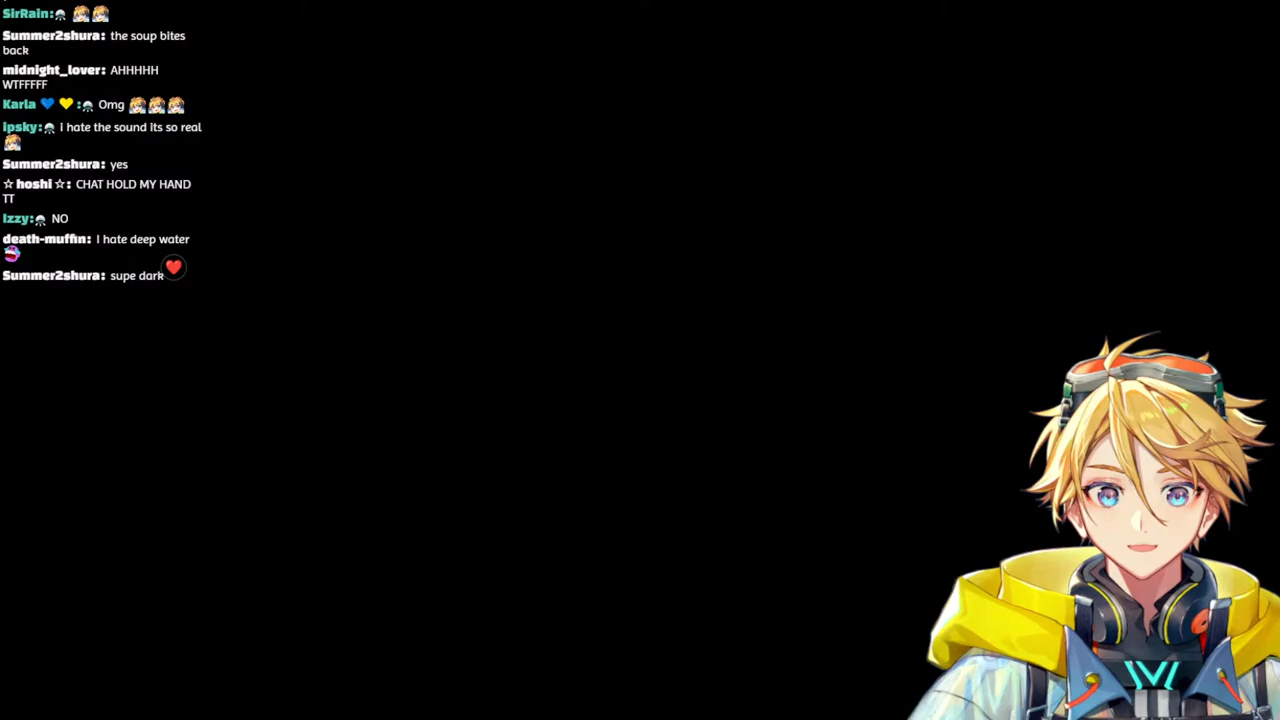 SirRain:
Summer2shura: the soup bites
back
midnight_lover: AHHHHH
WTFFFFF
Karla 💙 💛 : Omg
ipsky: i hate the sound its so real
Summer2shura: yes
☆hoshi☆: CHAT HOLD MY HAND
TT
Izzy: NO
death-muffin: I hate deep water
Summer2shura: supe dark